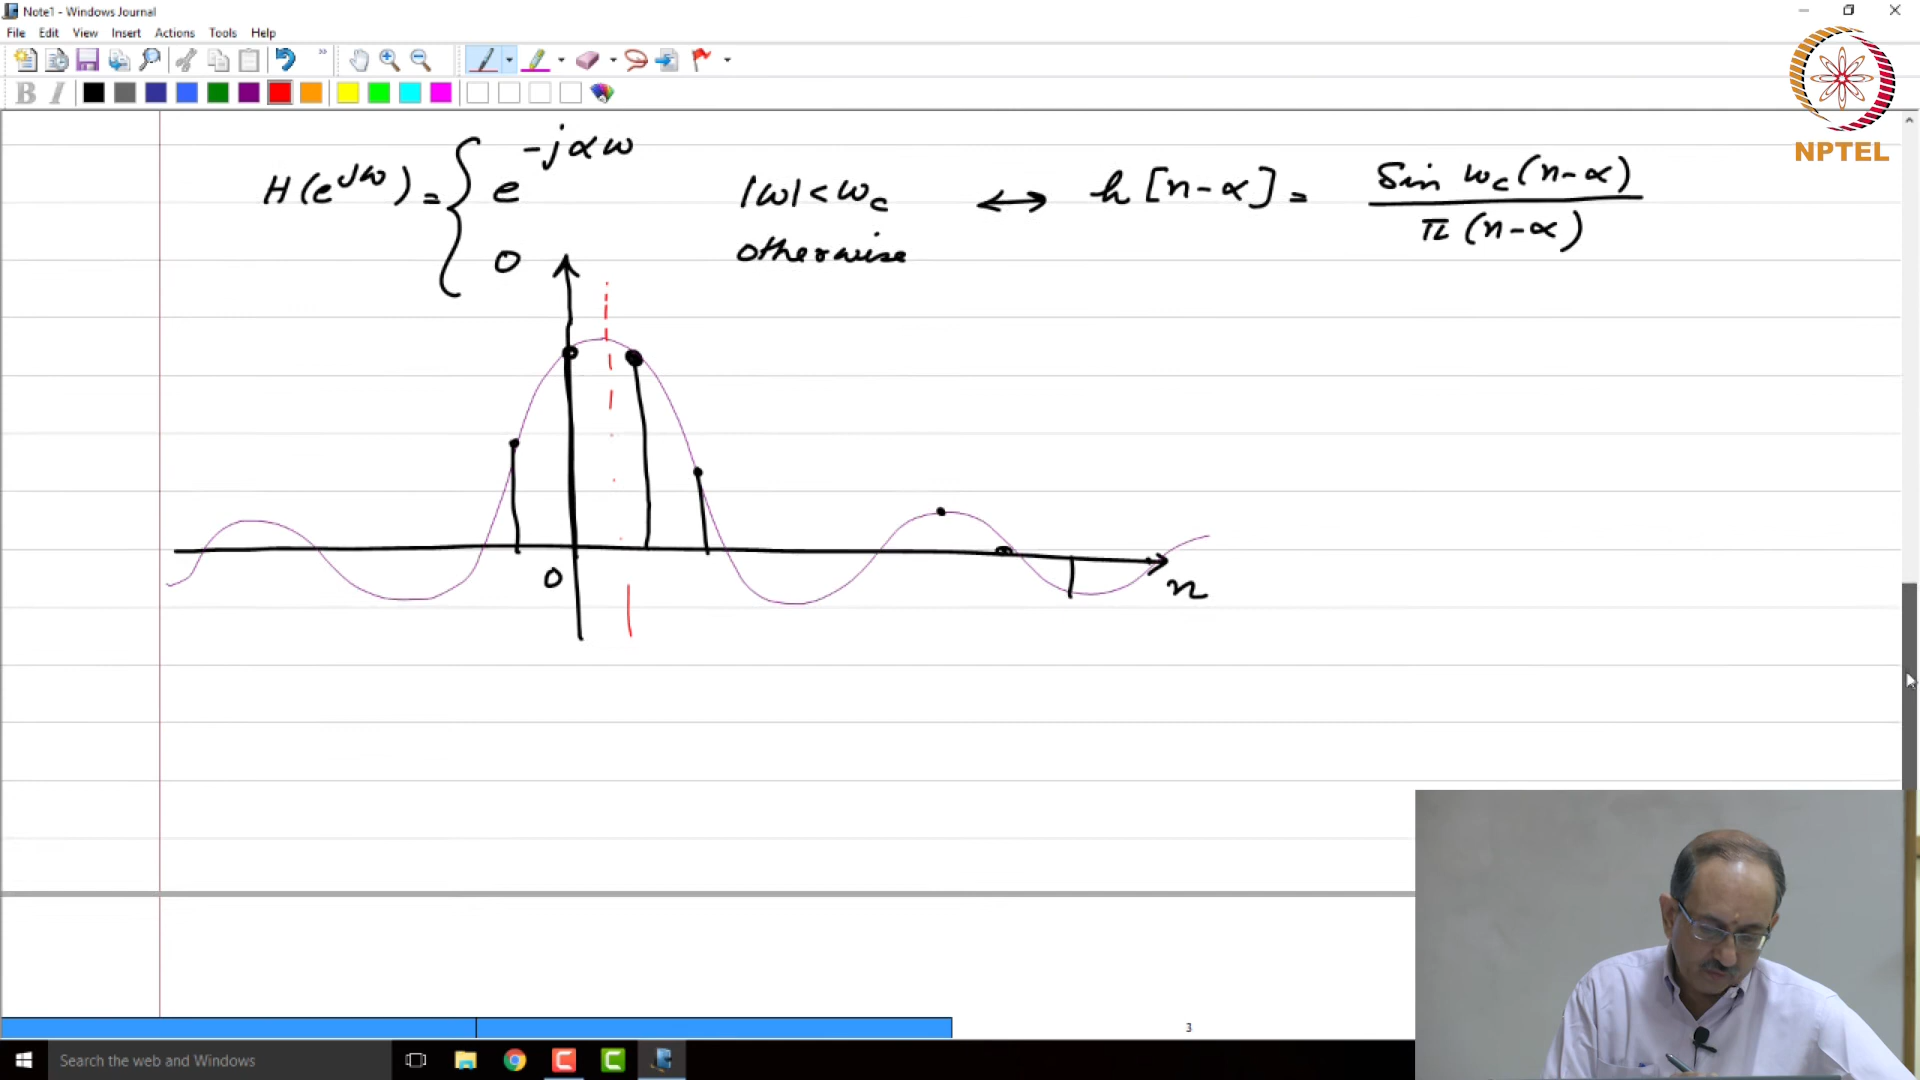 Note1 - Windows Journal
File Edit View Insert Actions Tools Help
B I
NPTEL
H(e^{jω}) = { e^{-jαω} |ω| < ω_c ↔ h[n-α] = \frac{Sin ω_c(n-α)}{π(n-α)}
0 otherwise
0
n
3
Search the web and Windows